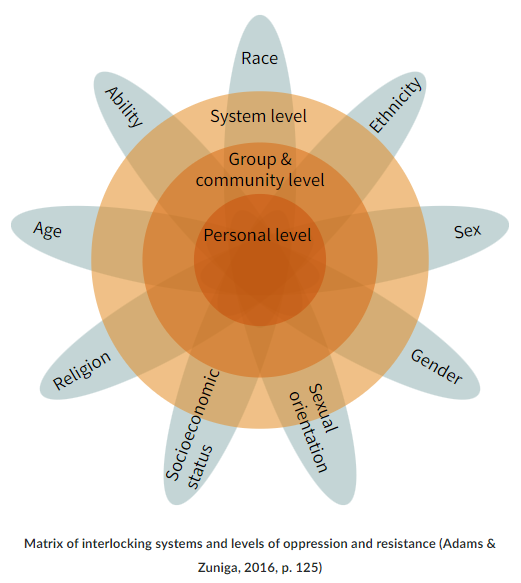 Race
Ability
Ethnicity
System level
Group &
community level
Personal level
Age
Sex
Religion
Gender
Socioeconomic
status
Sexual
orientation
Matrix of interlocking systems and levels of oppression and resistance (Adams &
Zuniga, 2016, p. 125)